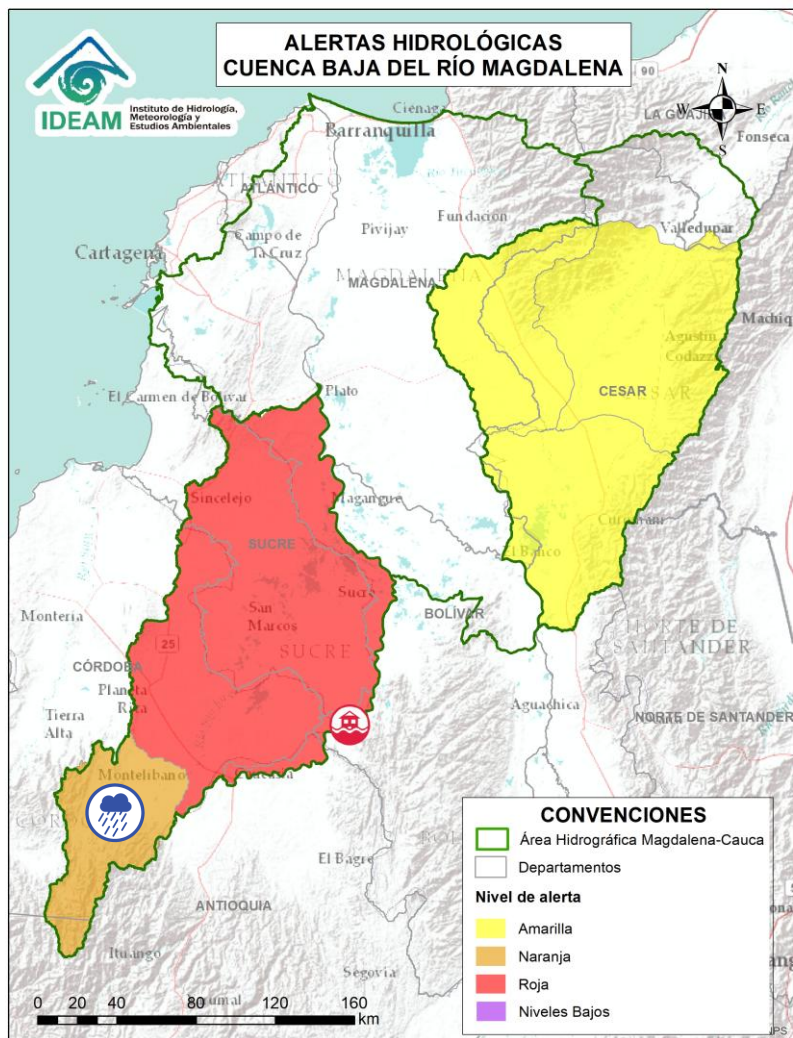 ALERTAS HIDROLÓGICAS
CUENCA BAJA DEL RÍO MAGDALENA
IDEAM
Instituto de Hidrología,
Meteorología y
Estudios Ambientales
90
N
W
E
S
Ciénaga
LA GUAJIRA
Barranquilla
Fonseca
ATLÁNTICO
Fundación
Pivijay
Valledupar
Campo de
la Cruz
Cartagena
MAGDALENA
MAGDALENA
Machiq
Agustín
Codazzi
CESAR
El Carmen de Bolívar
Plato
Sincelejo
Magangue
Curumaní
SUCRE
El Banco
Sucre
BOLÍVAR
Montería
San
Marcos
NORTE DE
SANTANDER
SUCRE
25
CÓRDOBA
Planeta
Rica
Aguachica
Tierra
Alta
NORTE DE SANTANDER
Montelíbano
Caucasia
El Bagre
ANTIOQUIA
Ituango
Segovia
CONVENCIONES
Área Hidrográfica Magdalena-Cauca
Departamentos
Nivel de alerta
Amarilla
Naranja
Roja
Niveles Bajos
0 20 40 80 120 160
km